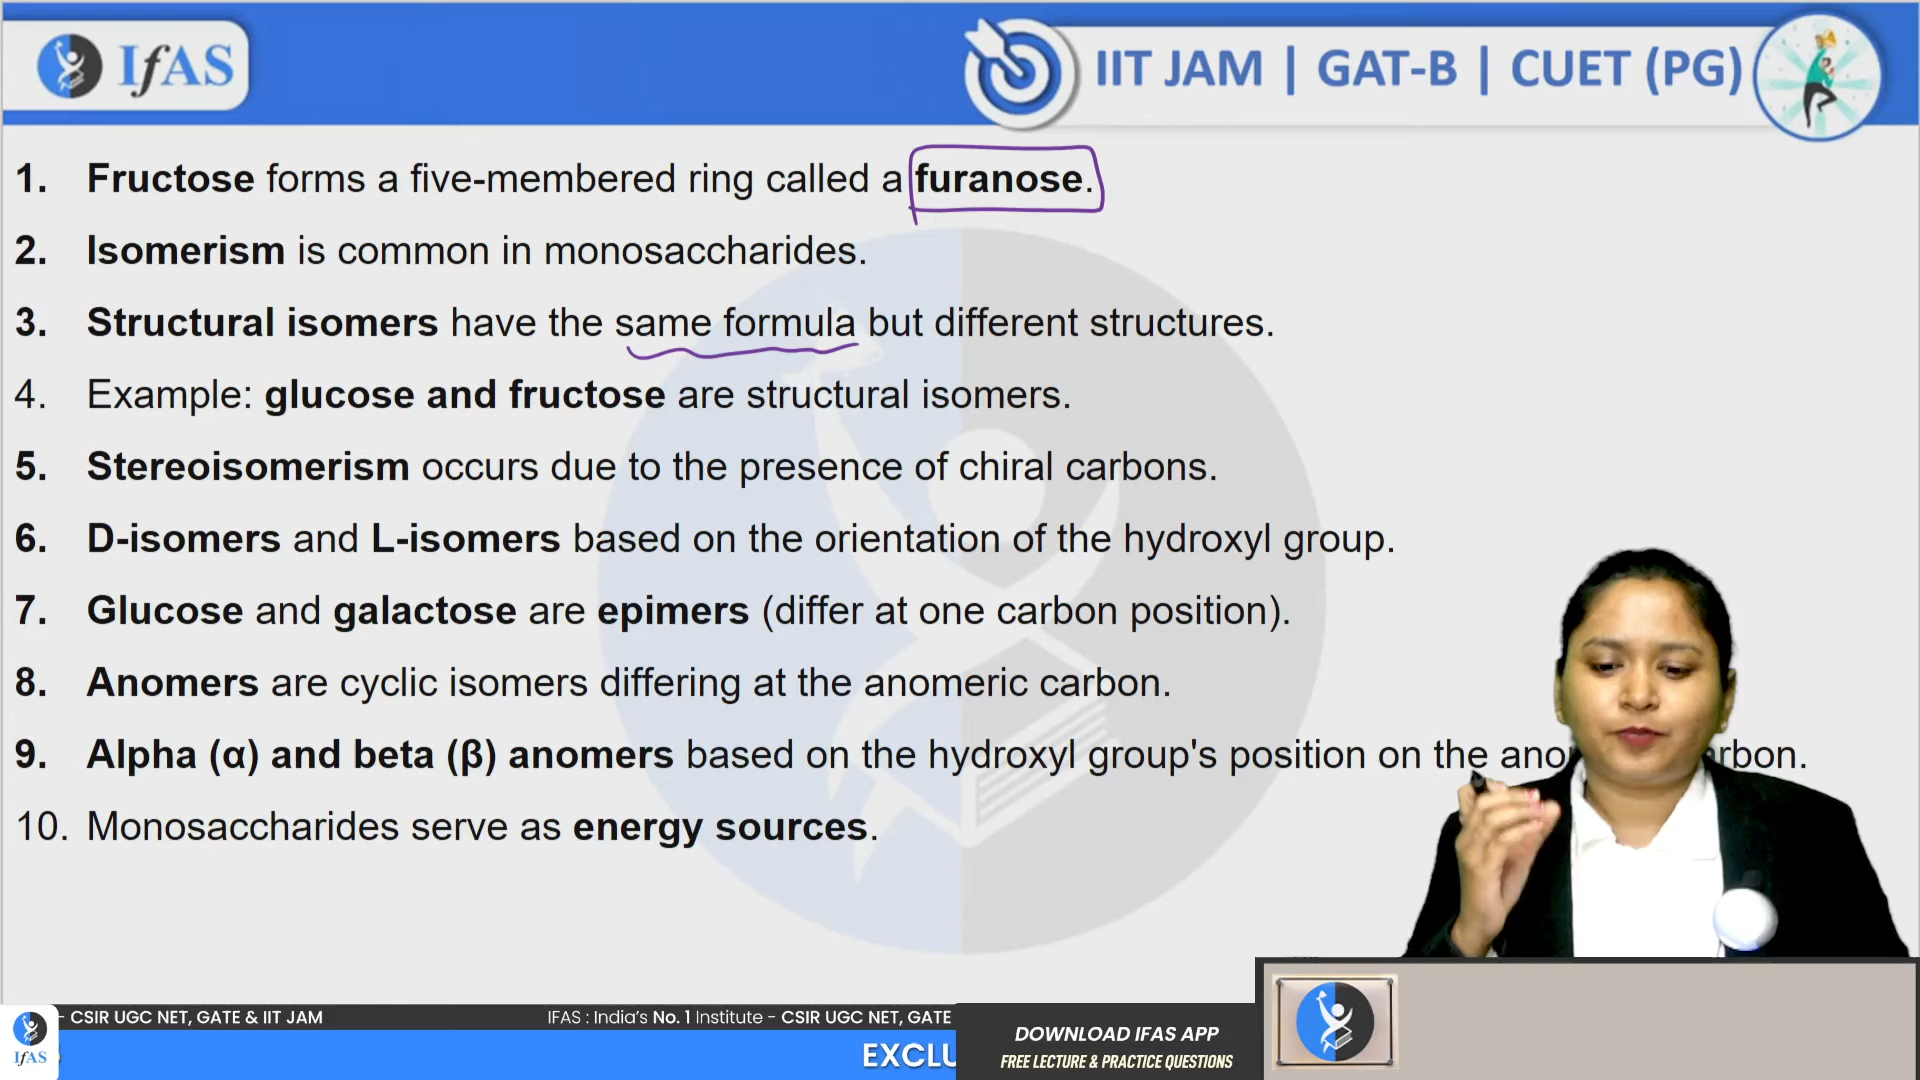 IfAS
IIT JAM | GAT-B | CUET (PG)
1. Fructose forms a five-membered ring called a furanose.
2. Isomerism is common in monosaccharides.
3. Structural isomers have the same formula but different structures.
4. Example: glucose and fructose are structural isomers.
5. Stereoisomerism occurs due to the presence of chiral carbons.
6. D-isomers and L-isomers based on the orientation of the hydroxyl group.
7. Glucose and galactose are epimers (differ at one carbon position).
8. Anomers are cyclic isomers differing at the anomeric carbon.
9. Alpha (α) and beta (β) anomers based on the hydroxyl group's position on the
10. Monosaccharides serve as energy sources.
- CSIR UGC NET, GATE & IIT JAM IFAS : India's No. 1 Institute - CSIR UGC NET, GATE
IfAS
EXCLU
DOWNLOAD IFAS APP
FREE LECTURE & PRACTICE QUESTIONS